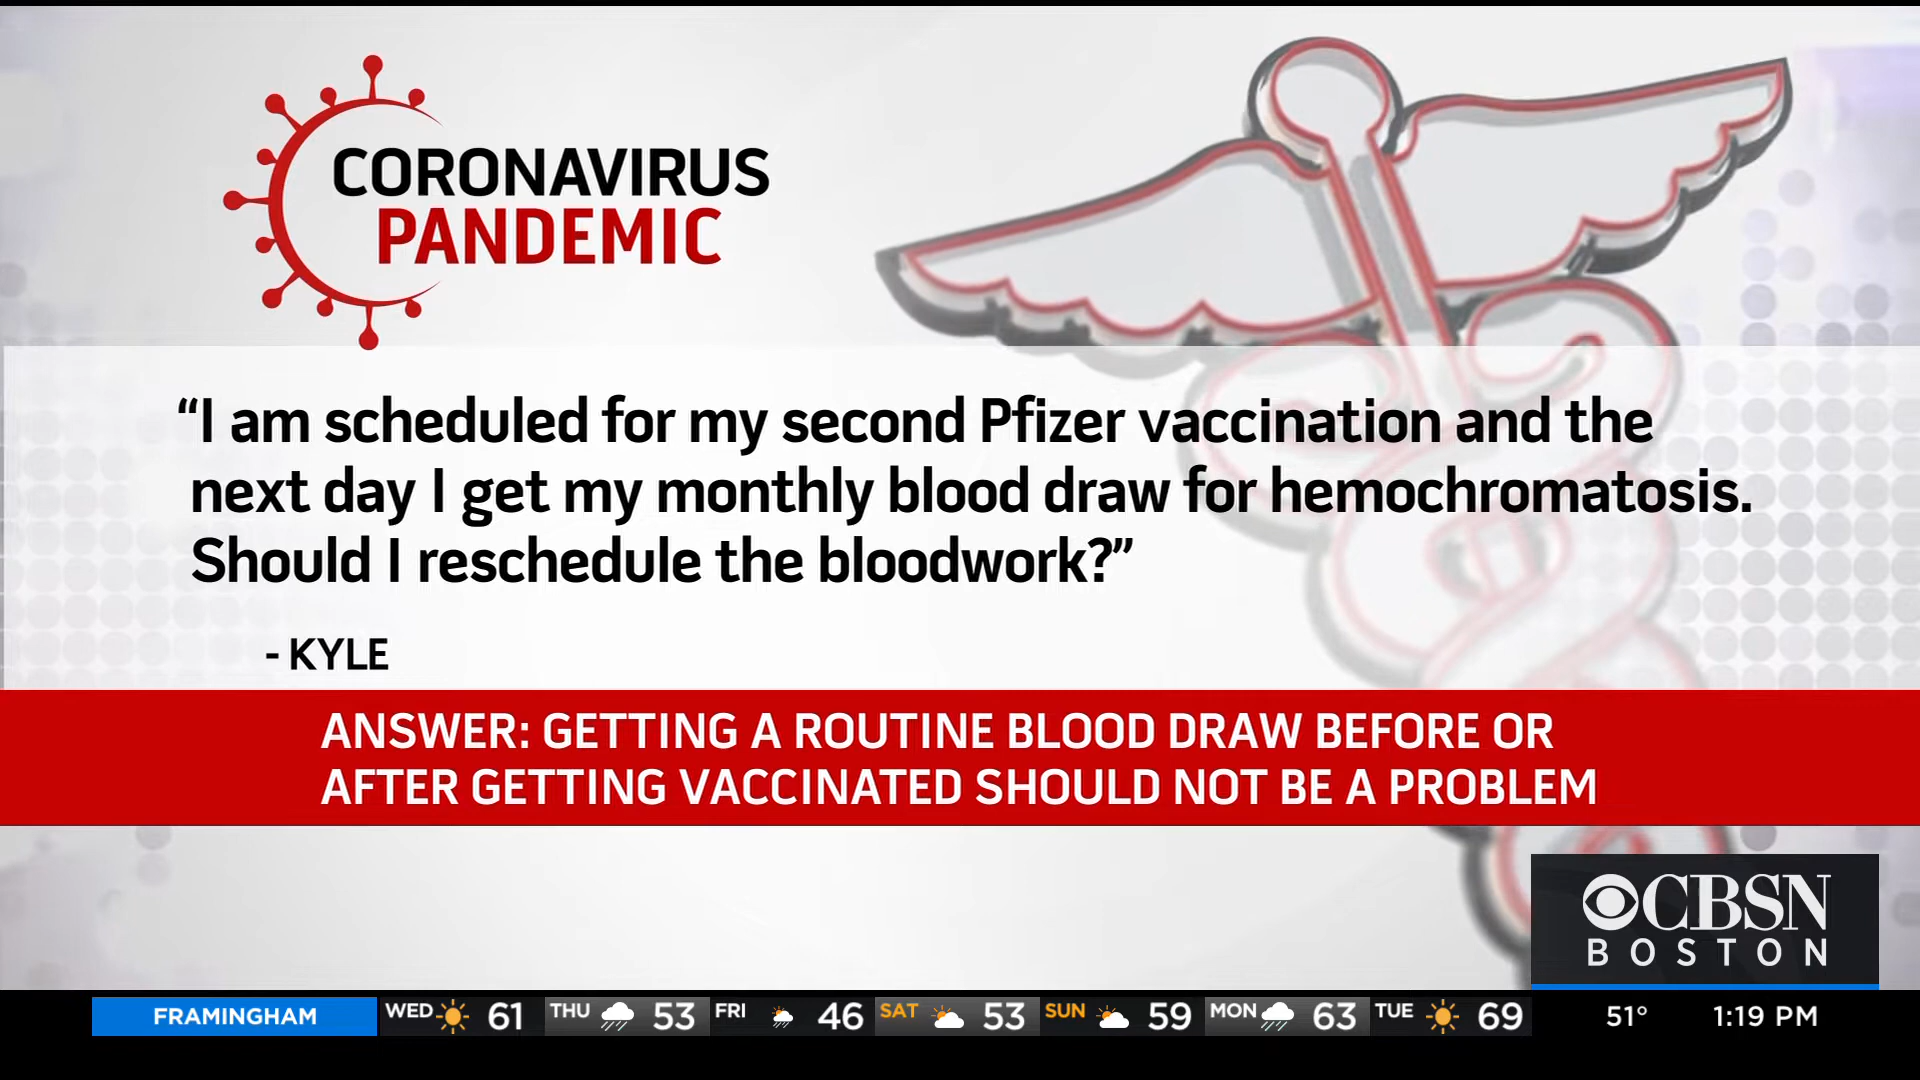 CORONAVIRUS
PANDEMIC
“I am scheduled for my second Pfizer vaccination and the
next day I get my monthly blood draw for hemochromatosis.
Should I reschedule the bloodwork?”
- KYLE
ANSWER: GETTING A ROUTINE BLOOD DRAW BEFORE OR
AFTER GETTING VACCINATED SHOULD NOT BE A PROBLEM
CBSN
BOSTON
FRAMINGHAM WED 61 THU 53 FRI 46 SAT 53 SUN 59 MON 63 TUE 69 51° 1:19 PM